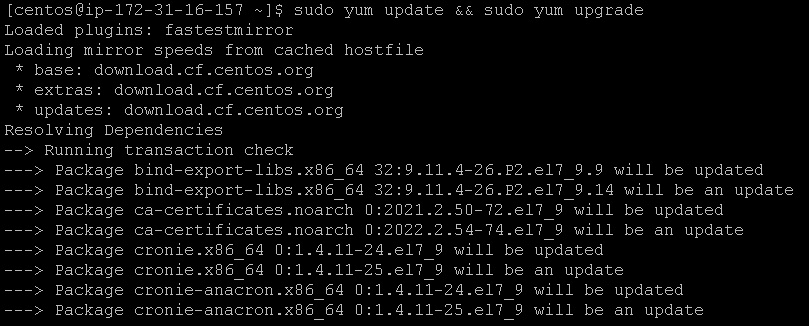 [centos@ip-172-31-16-157 ~]$ sudo yum update && sudo yum upgrade
Loaded plugins: fastestmirror
Loading mirror speeds from cached hostfile
 * base: download.cf.centos.org
 * extras: download.cf.centos.org
 * updates: download.cf.centos.org
Resolving Dependencies
--> Running transaction check
---> Package bind-export-libs.x86_64 32:9.11.4-26.P2.el7_9.9 will be updated
---> Package bind-export-libs.x86_64 32:9.11.4-26.P2.el7_9.14 will be an update
---> Package ca-certificates.noarch 0:2021.2.50-72.el7_9 will be updated
---> Package ca-certificates.noarch 0:2022.2.54-74.el7_9 will be an update
---> Package cronie.x86_64 0:1.4.11-24.el7_9 will be updated
---> Package cronie.x86_64 0:1.4.11-25.el7_9 will be an update
---> Package cronie-anacron.x86_64 0:1.4.11-24.el7_9 will be updated
---> Package cronie-anacron.x86_64 0:1.4.11-25.el7_9 will be an update